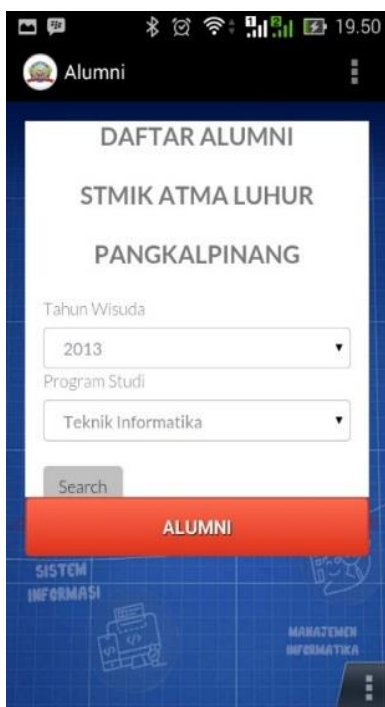 19.50
Alumni
DAFTAR ALUMNI
STMIK ATMA LUHUR
PANGKALPINANG
Tahun Wisuda
2013
Program Studi
Teknik Informatika
Search
ALUMNI
SISTEM
INFORMASI
MANAJEMEN
INFORMATIKA